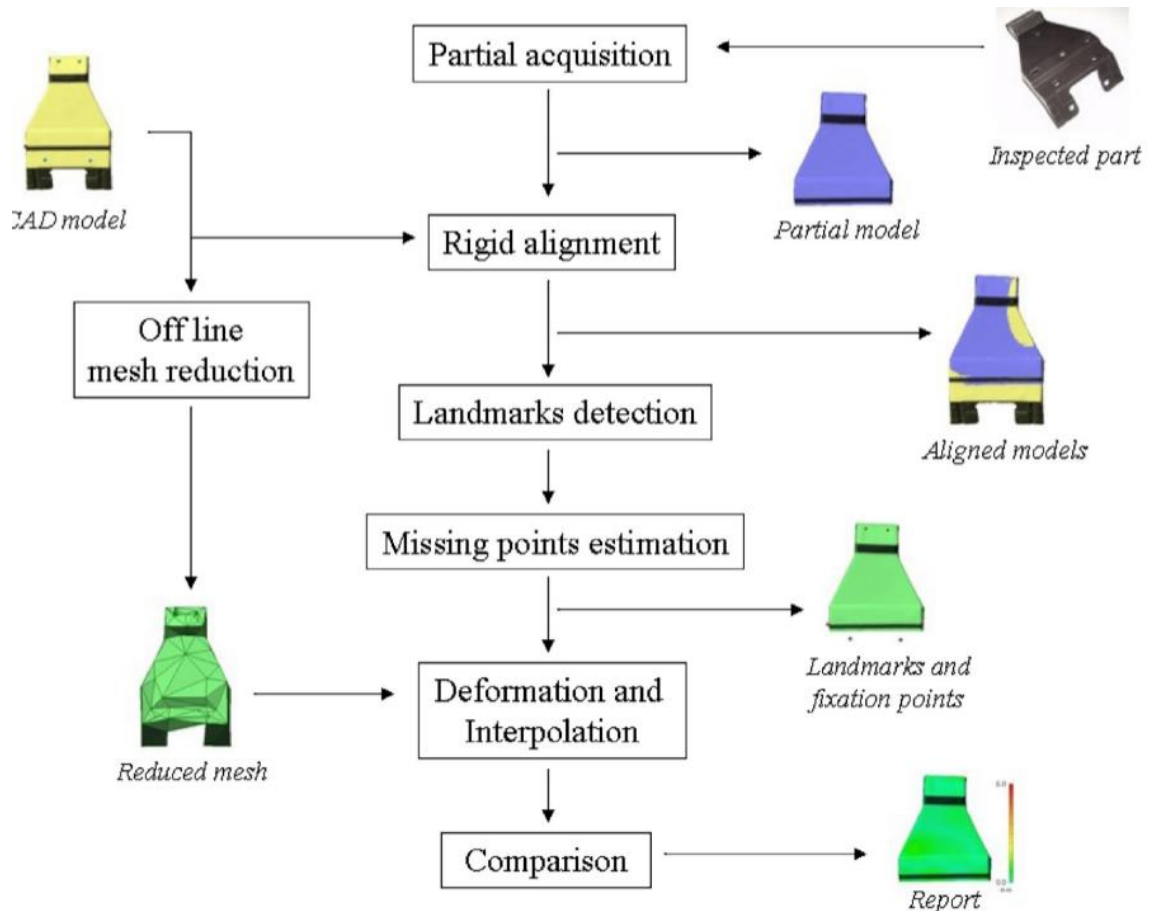 Partial acquisition
Inspected part
CAD model
Partial model
Rigid alignment
Off line
mesh reduction
Landmarks detection
Aligned models
Missing points estimation
Landmarks and
fixation points
Deformation and
Interpolation
Reduced mesh
Comparison
Report